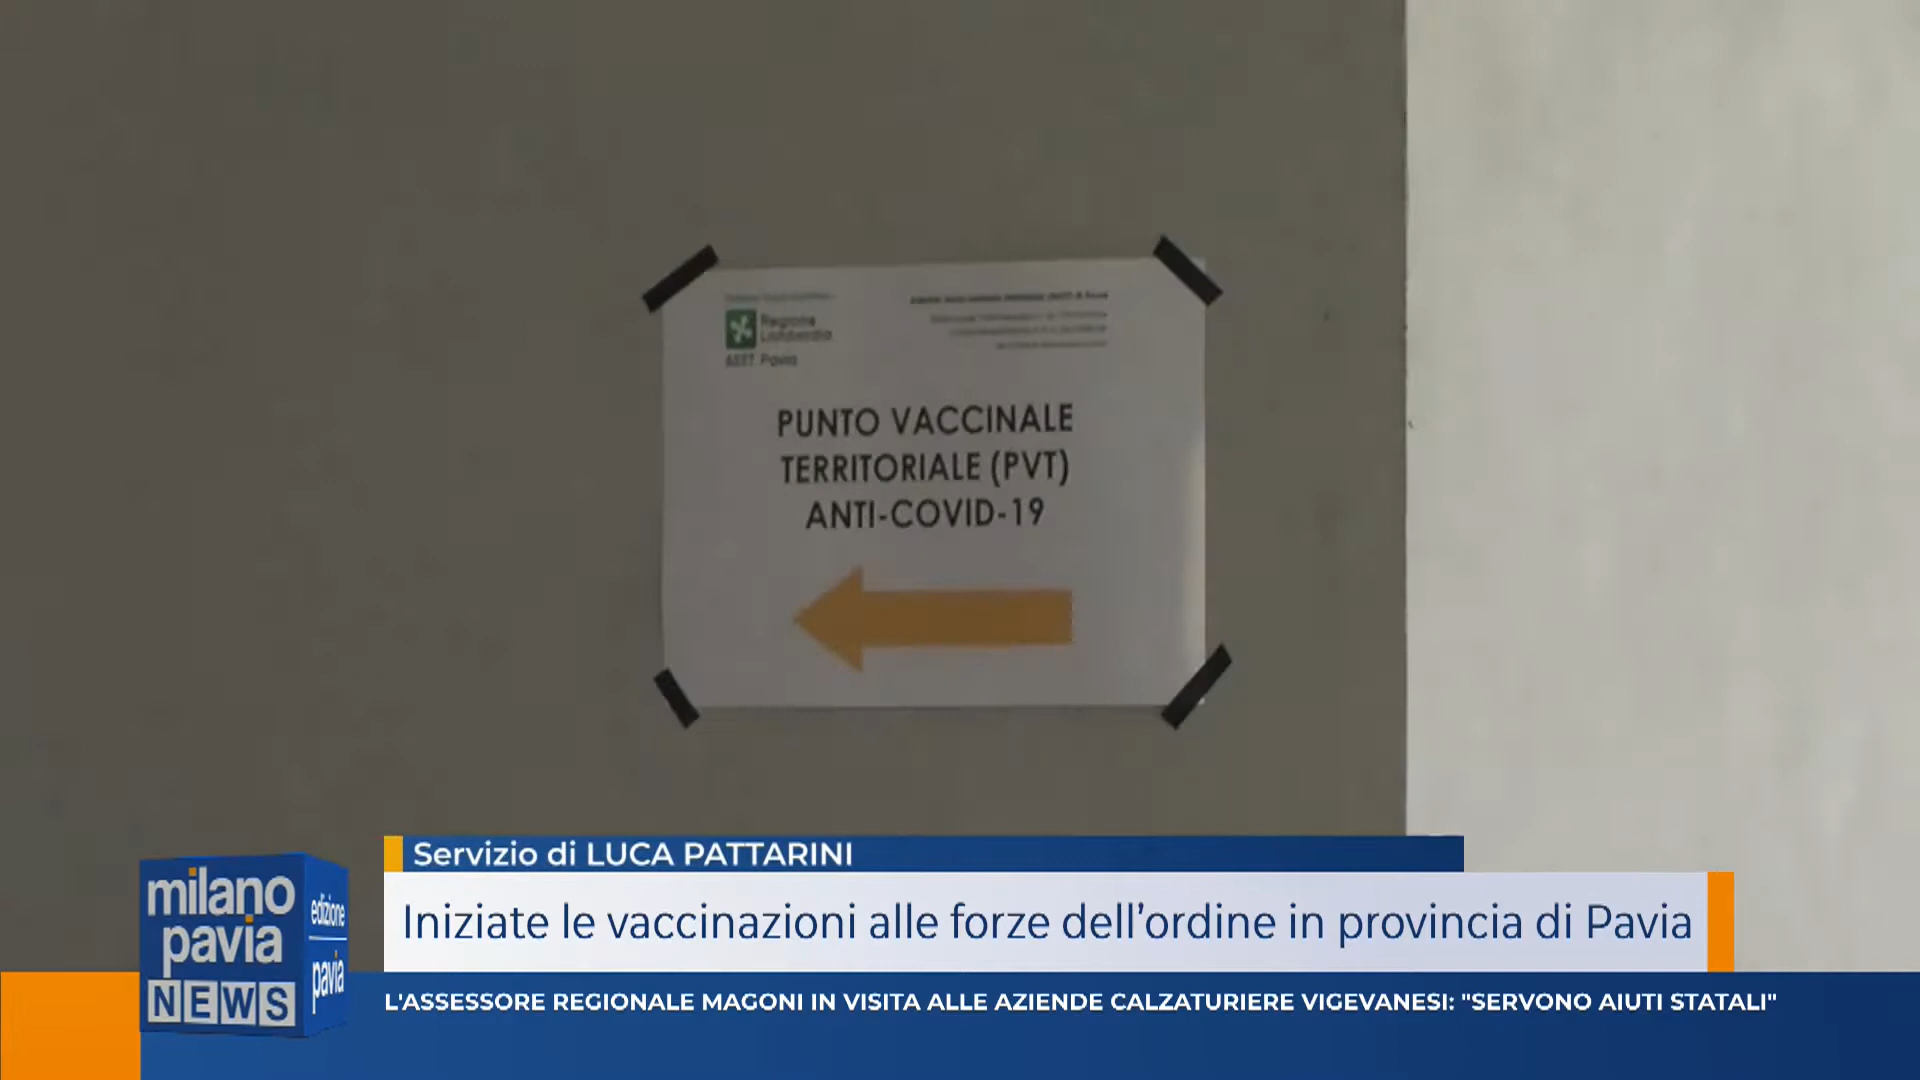 Regione
Lombardia
ASST Pavia
PUNTO VACCINALE
TERRITORIALE (PVT)
ANTI-COVID-19
Servizio di LUCA PATTARINI
Iniziate le vaccinazioni alle forze dell’ordine in provincia di Pavia
milano
pavia
NEWS
edizione
pavia
L'ASSESSORE REGIONALE MAGONI IN VISITA ALLE AZIENDE CALZATURIERE VIGEVANESI: "SERVONO AIUTI STATALI"